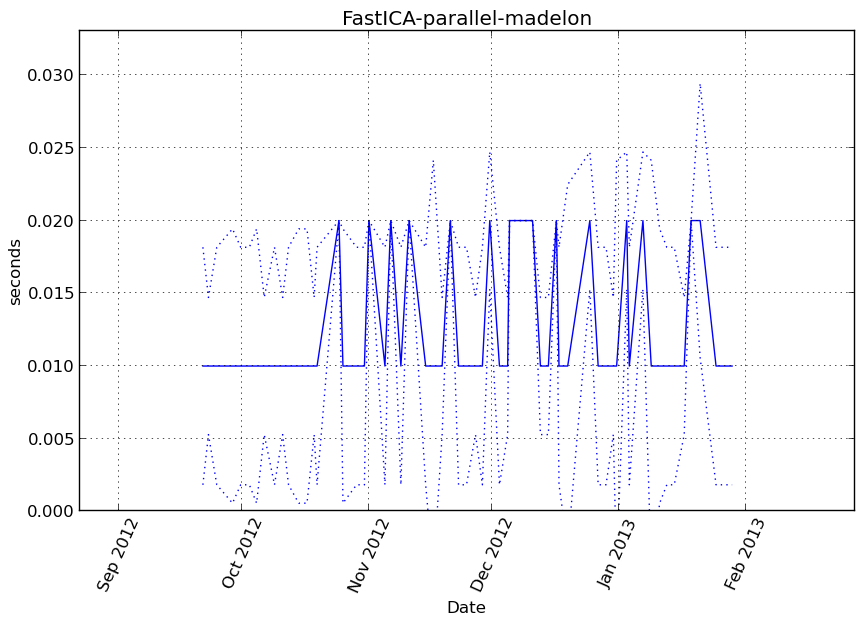 FastICA-parallel-madelon
seconds
0.030
0.025
0.020
0.015
0.010
0.005
0.000
Sep 2012
Oct 2012
Nov 2012
Dec 2012
Jan 2013
Feb 2013
Date